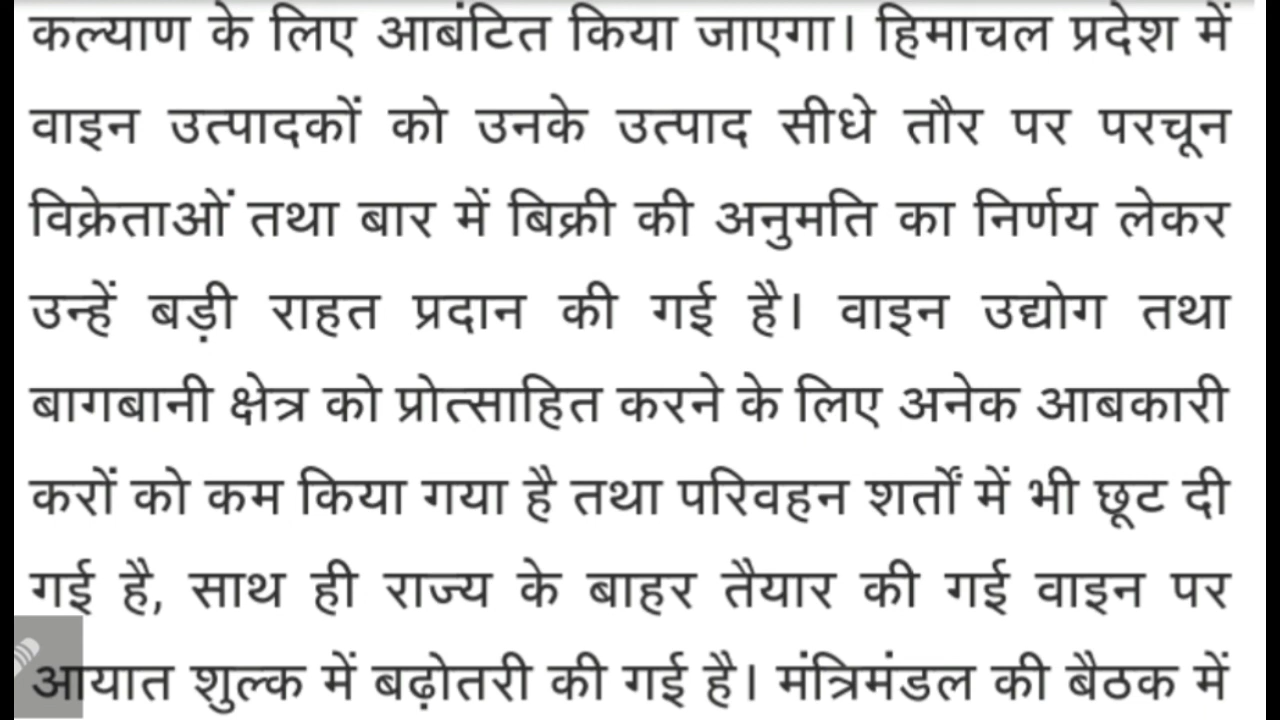 कल्याण के लिए आबंटित किया जाएगा। हिमाचल प्रदेश में
वाइन उत्पादकों को उनके उत्पाद सीधे तौर पर परचून
विक्रेताओं तथा बार में बिक्री की अनुमति का निर्णय लेकर
उन्हें बड़ी राहत प्रदान की गई है। वाइन उद्योग तथा
बागबानी क्षेत्र को प्रोत्साहित करने के लिए अनेक आबकारी
करों को कम किया गया है तथा परिवहन शर्तों में भी छूट दी
गई है, साथ ही राज्य के बाहर तैयार की गई वाइन पर
आयात शुल्क में बढ़ोतरी की गई है। मंत्रिमंडल की बैठक में